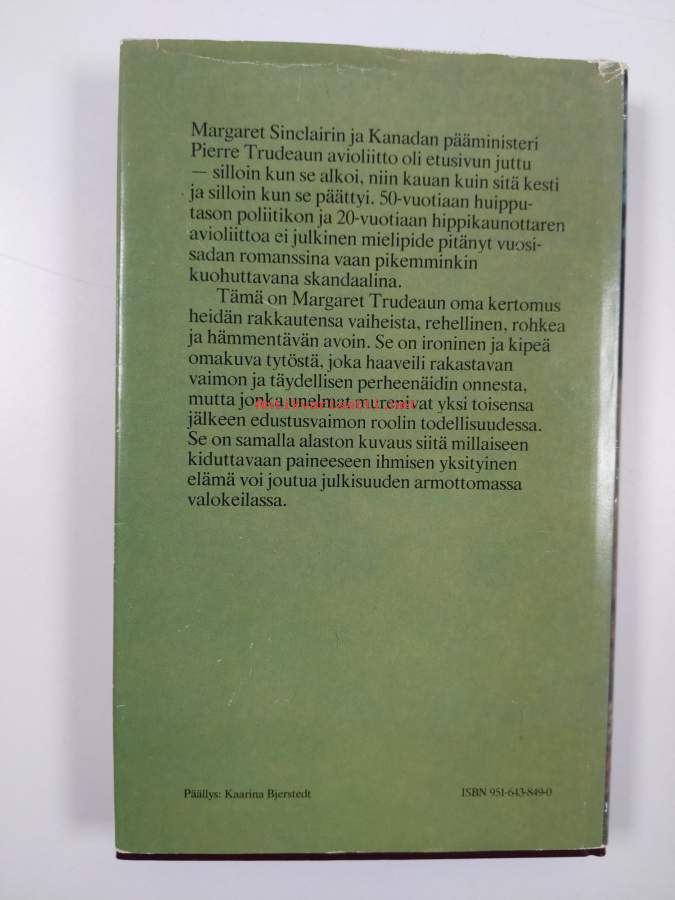 Margaret Sinclairin ja Kanadan pääministeri
Pierre Trudeaun avioliitto oli etusivun juttu
— silloin kun se alkoi, niin kauan kuin sitä kesti
ja silloin kun se päättyi. 50-vuotiaan huippu-
tason poliitikon ja 20-vuotiaan hippikaunottaren
avioliittoa ei julkinen mielipide pitänyt vuosi-
sadan romanssina vaan pikemminkin
kuohuttavana skandaalina.
Tämä on Margaret Trudeaun oma kertomus
heidän rakkautensa vaiheista, rehellinen, rohkea
ja hämmentävän avoin. Se on ironinen ja kipeä
omakuva tytöstä, joka haaveili rakastavan
vaimon ja täydellisen perheenäidin onnesta,
mutta jonka unelmat murenivat yksi toisensa
jälkeen edustusvaimon roolin todellisuudessa.
Se on samalla alaston kuvaus siitä millaiseen
kiduttavaan paineeseen ihmisen yksityinen
elämä voi joutua julkisuuden armottomassa
valokeilassa.
Päällys: Kaarina Bjerstedt
ISBN 951-643-849-0